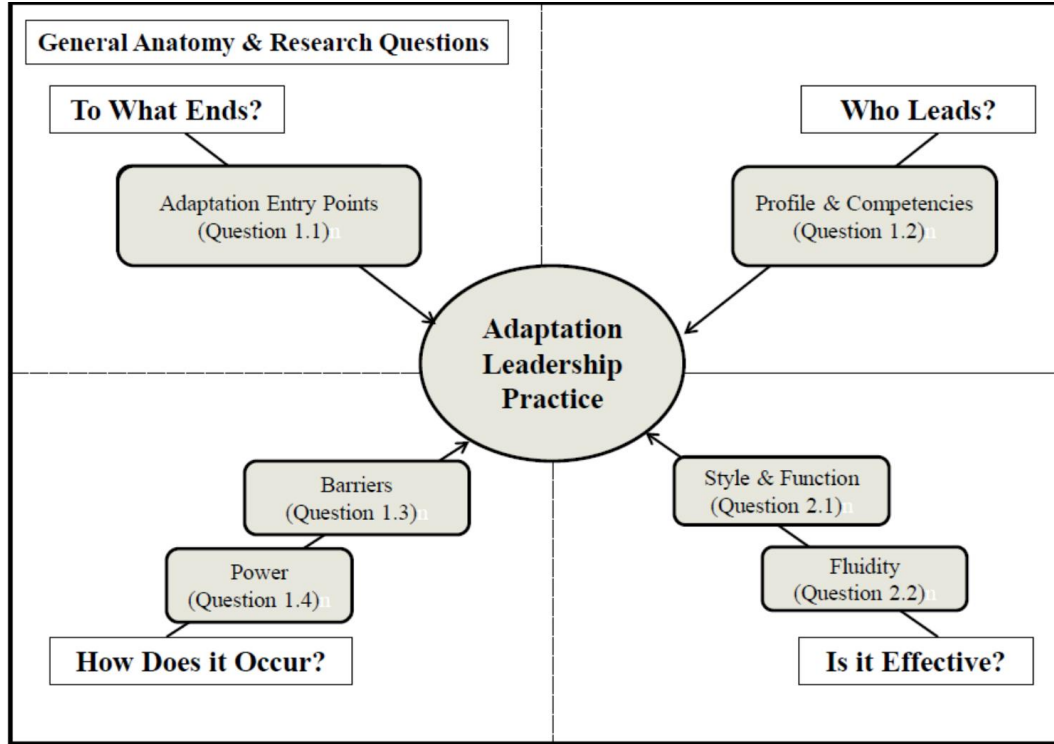 General Anatomy & Research Questions
To What Ends?
Who Leads?
Adaptation Entry Points
(Question 1.1)n
Profile & Competencies
(Question 1.2)n
Adaptation
Leadership
Practice
Barriers
(Question 1.3)n
Power
(Question 1.4)n
How Does it Occur?
Style & Function
(Question 2.1)n
Fluidity
(Question 2.2)n
Is it Effective?